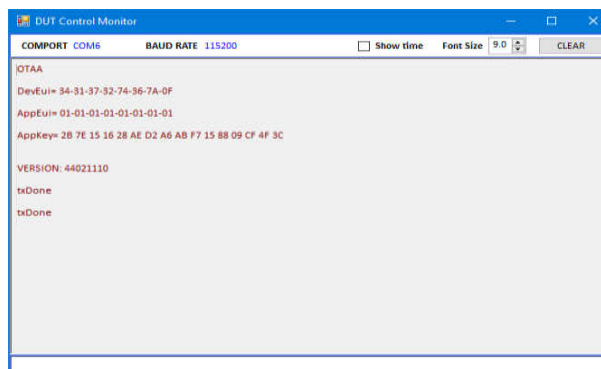 DUT Control Monitor
COMPORT COM6 BAUD RATE 115200 Show time Font Size 9.0 CLEAR
OTAA
DevEui= 34-31-37-32-74-36-7A-0F
AppEui= 01-01-01-01-01-01-01-01
AppKey= 2B 7E 15 16 28 AE D2 A6 AB F7 15 88 09 CF 4F 3C
VERSION: 44021110
txDone
txDone